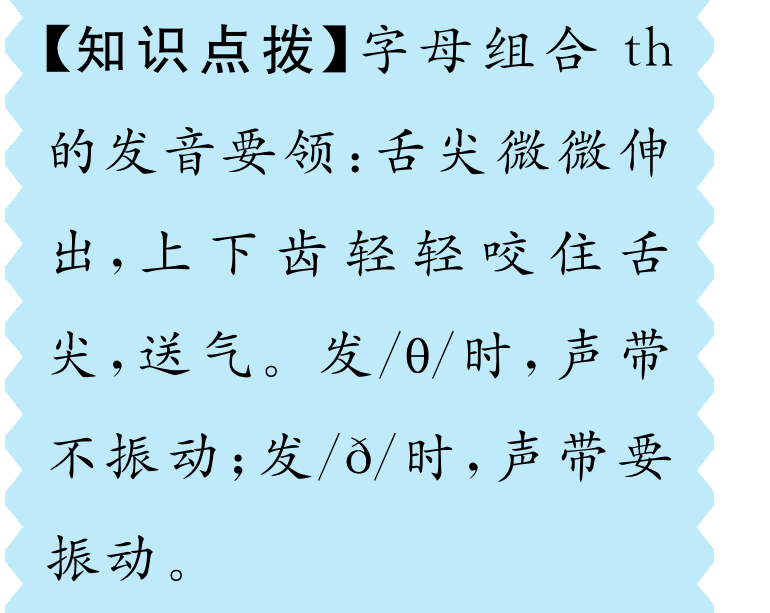 【知识点拨】字母组合 th
的发音要领:舌尖微微伸
出,上下齿轻轻咬住舌
尖,送气。发/θ/时,声带
不振动;发/ð/时,声带要
振动。